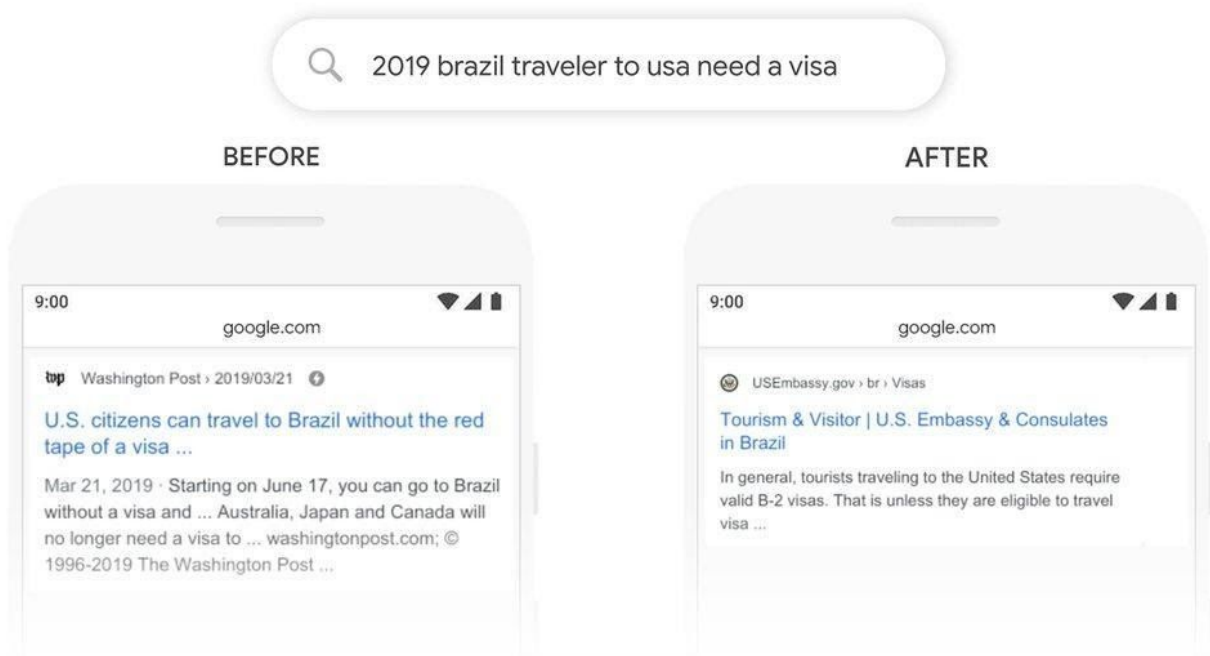 2019 brazil traveler to usa need a visa
BEFORE
9:00
google.com
wp Washington Post › 2019/03/21
U.S. citizens can travel to Brazil without the red
tape of a visa ...
Mar 21, 2019 · Starting on June 17, you can go to Brazil
without a visa and ... Australia, Japan and Canada will
no longer need a visa to ... washingtonpost.com; ©
1996-2019 The Washington Post ...
AFTER
9:00
google.com
USEmbassy.gov › br › Visas
Tourism & Visitor | U.S. Embassy & Consulates
in Brazil
In general, tourists traveling to the United States require
valid B-2 visas. That is unless they are eligible to travel
visa ...